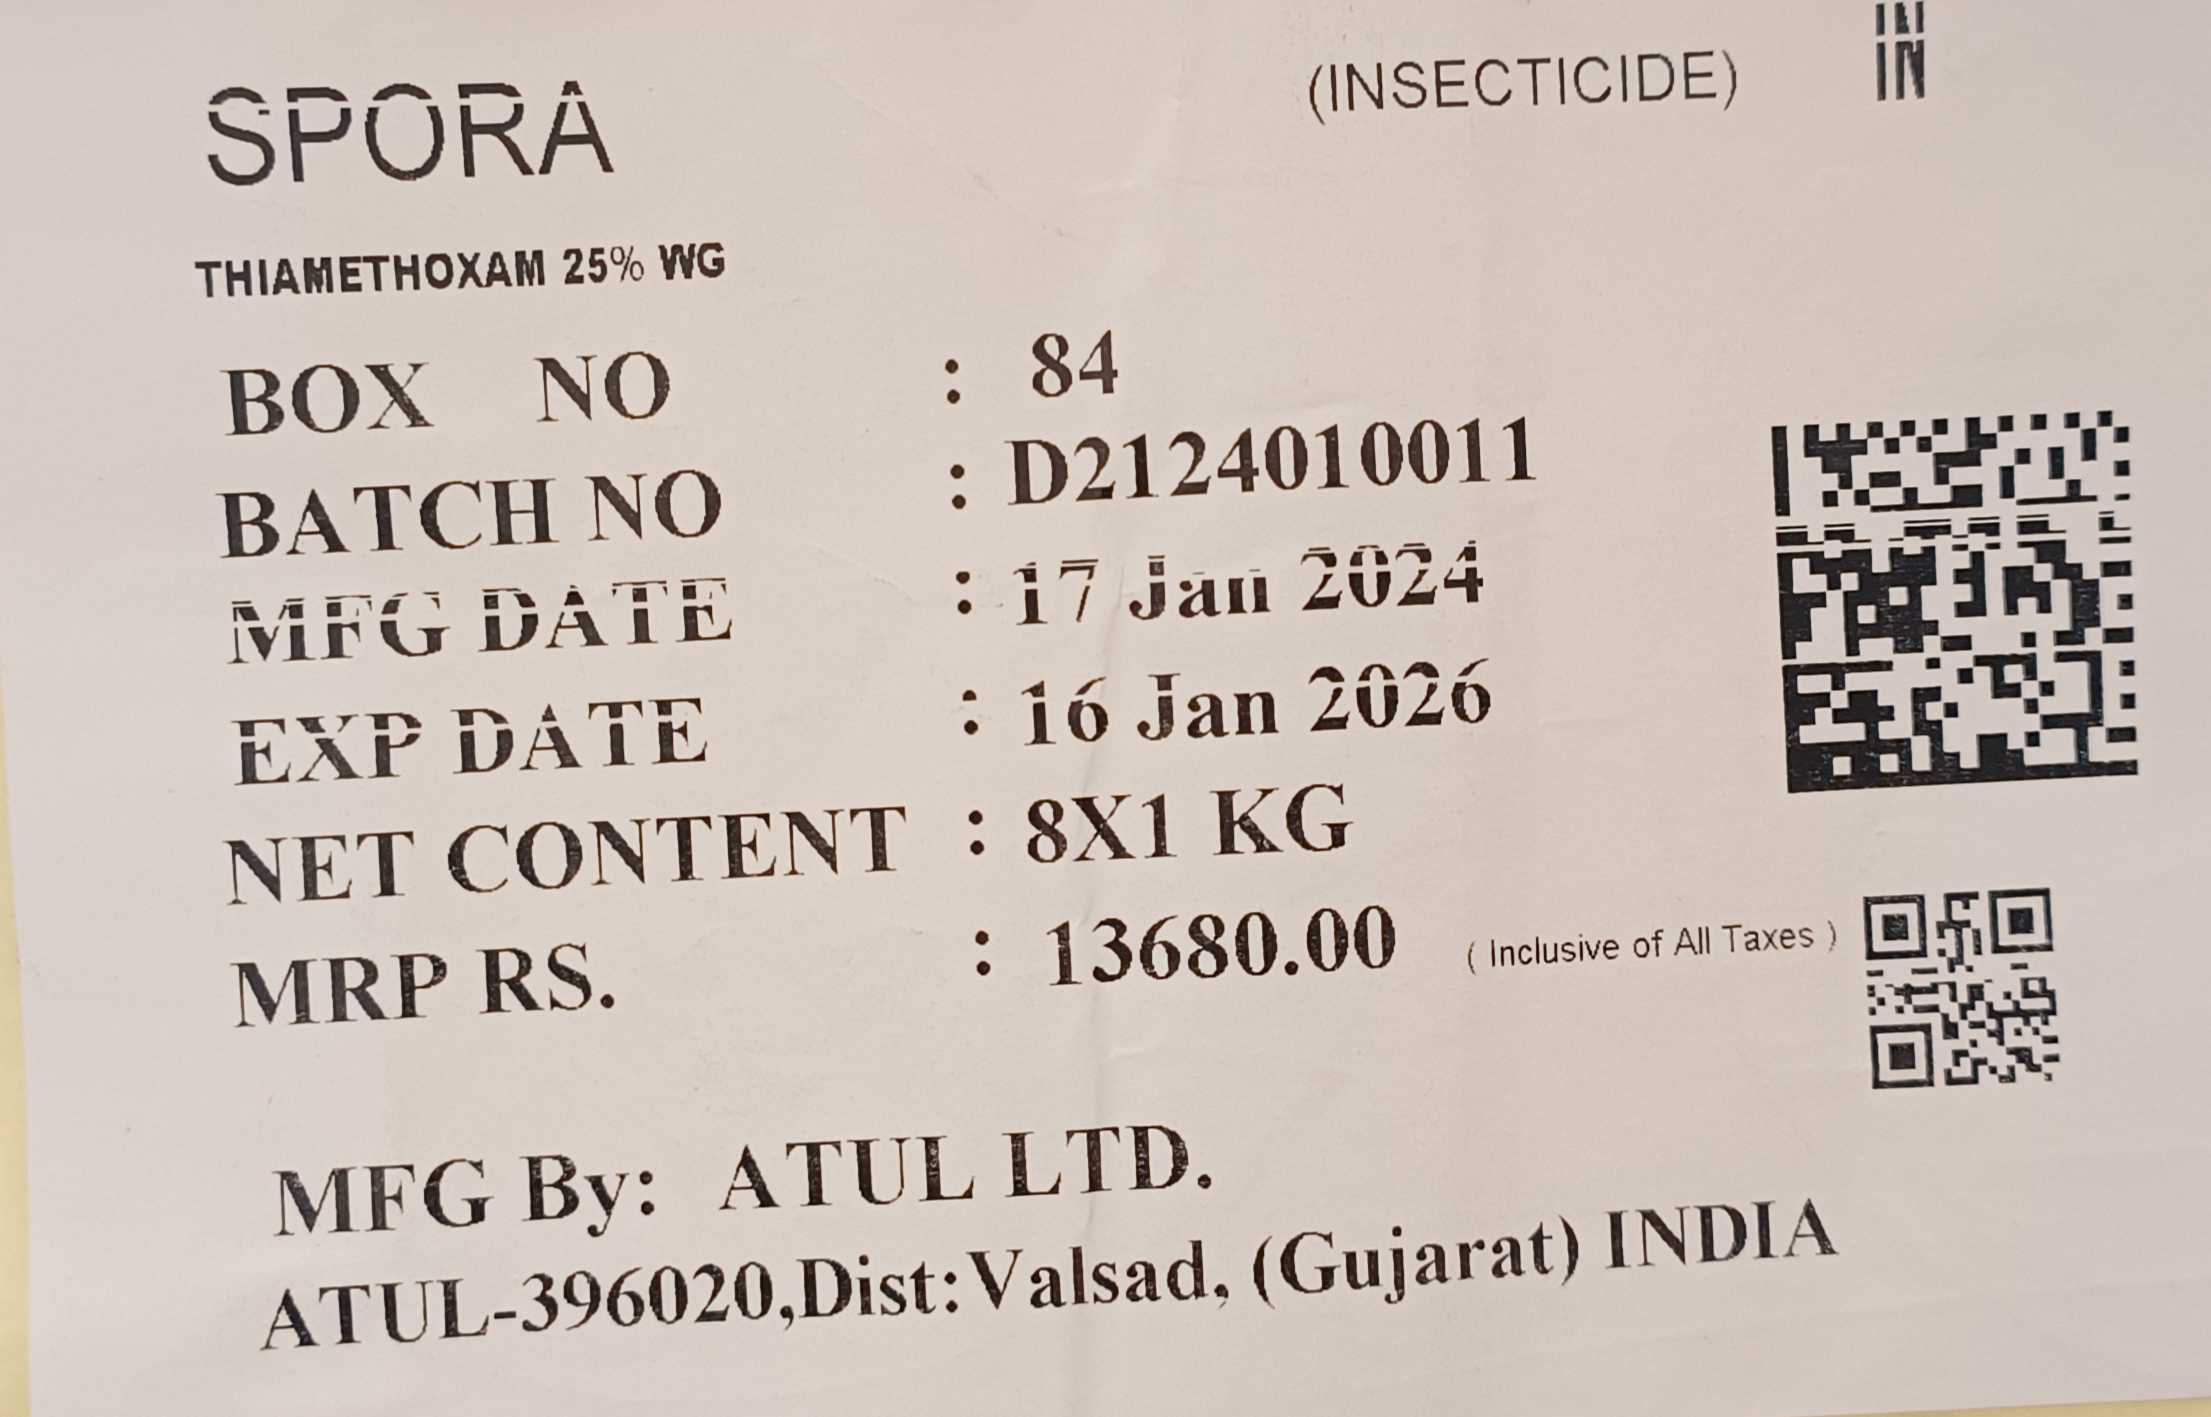 SPORA (INSECTICIDE) IN
THIAMETHOXAM 25% WG
BOX NO : 84
BATCH NO : D2124010011
MFG DATE : 17 Jan 2024
EXP DATE : 16 Jan 2026
NET CONTENT : 8X1 KG
MRP RS. : 13680.00 ( Inclusive of All Taxes )
MFG By: ATUL LTD.
ATUL-396020,Dist:Valsad, (Gujarat) INDIA